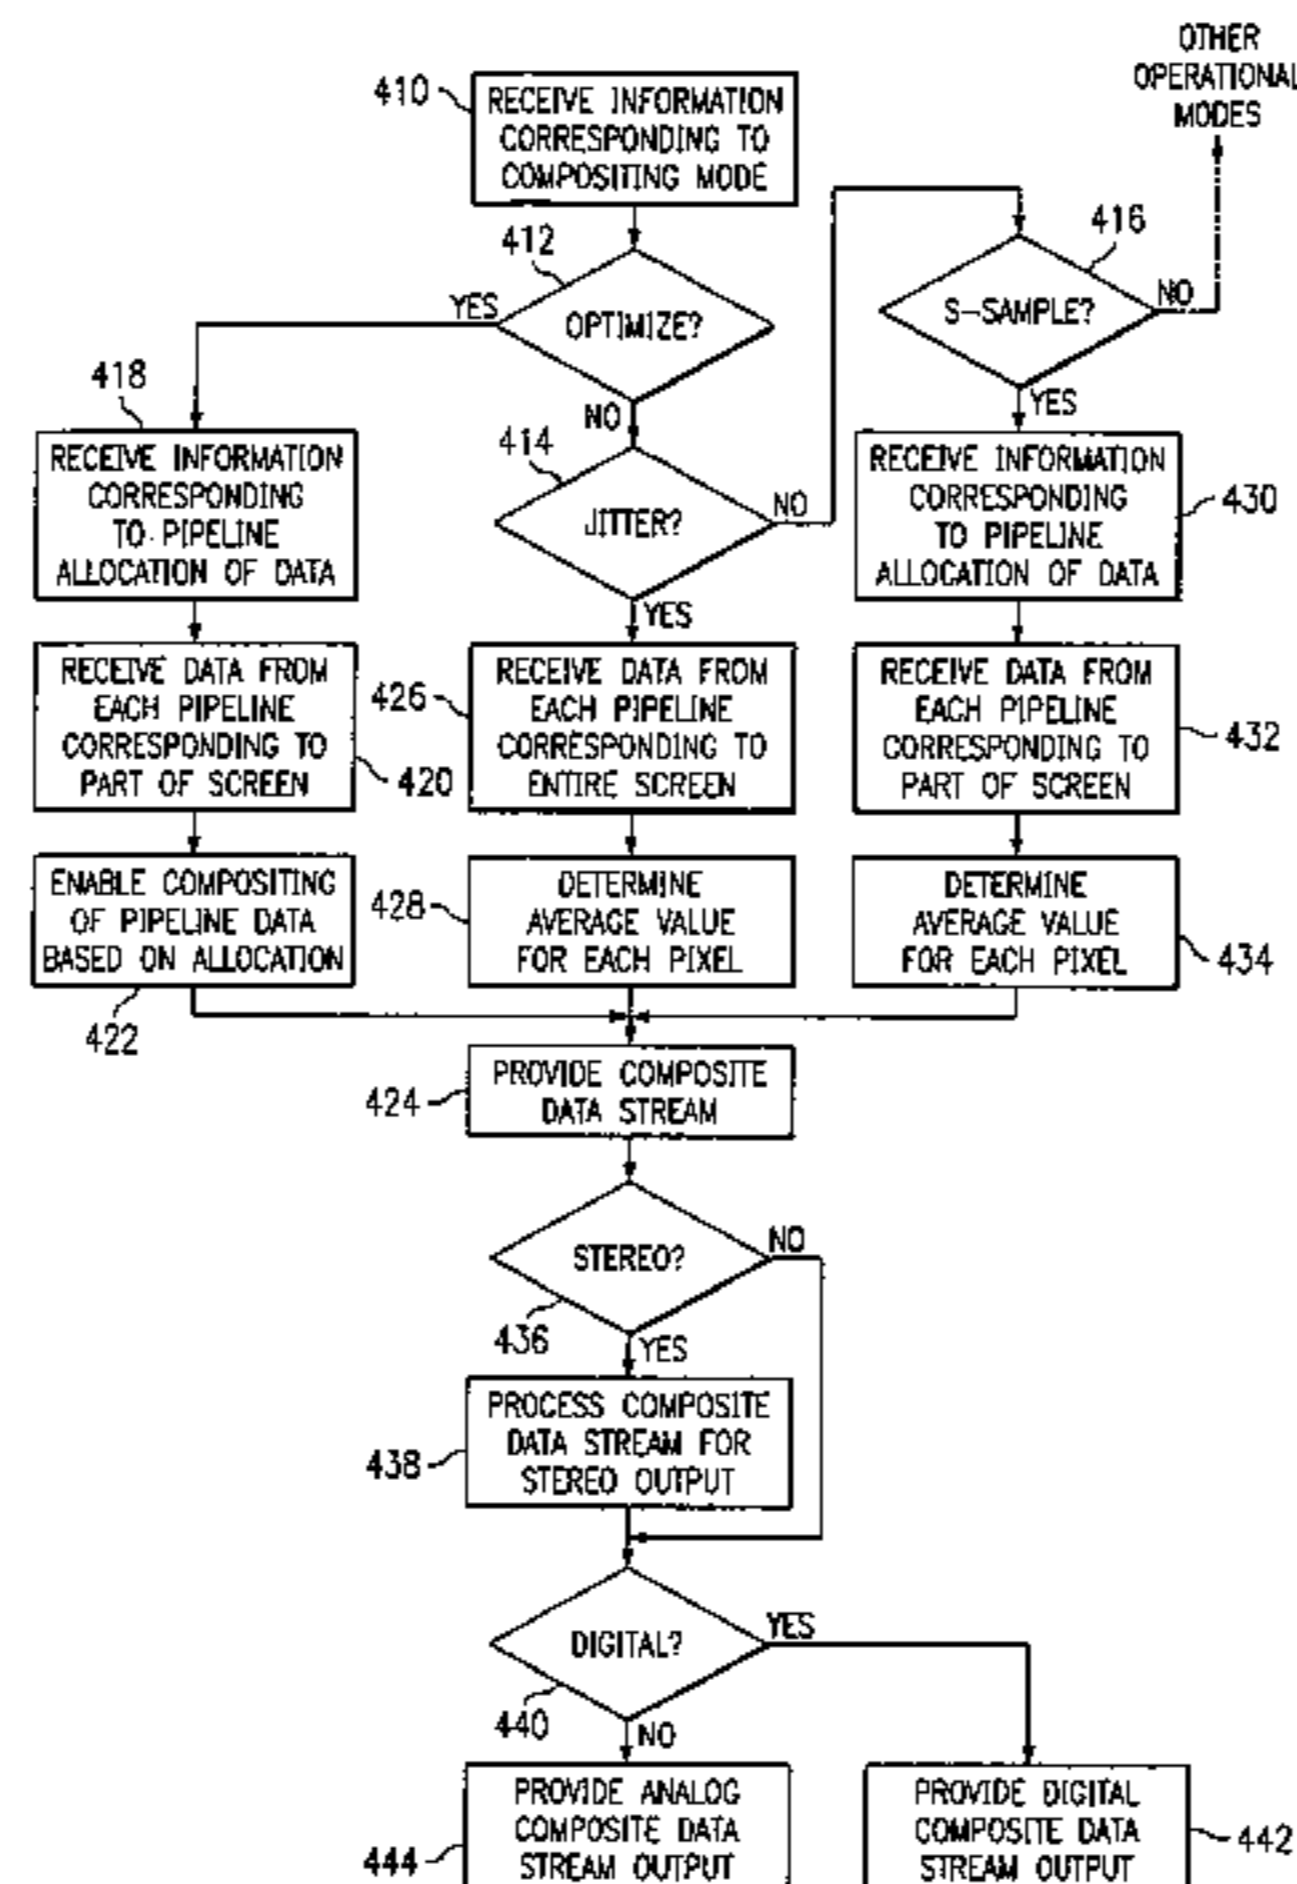 OTHER
OPERATIONAL
MODES
410
RECEIVE INFORMATION
CORRESPONDING TO
COMPOSITING MODE
412
YES
OPTIMIZE?
NO
416
S-SAMPLE?
NO
YES
414
JITTER?
NO
YES
418
RECEIVE INFORMATION
CORRESPONDING
TO PIPELINE
ALLOCATION OF DATA
RECEIVE INFORMATION
CORRESPONDING
TO PIPELINE
ALLOCATION OF DATA
430
RECEIVE DATA FROM
EACH PIPELINE
CORRESPONDING TO
PART OF SCREEN
420
426
RECEIVE DATA FROM
EACH PIPELINE
CORRESPONDING TO
ENTIRE SCREEN
RECEIVE DATA FROM
EACH PIPELINE
CORRESPONDING TO
PART OF SCREEN
432
ENABLE COMPOSITING
OF PIPELINE DATA
BASED ON ALLOCATION
422
428
DETERMINE
AVERAGE VALUE
FOR EACH PIXEL
DETERMINE
AVERAGE VALUE
FOR EACH PIXEL
434
424
PROVIDE COMPOSITE
DATA STREAM
STEREO?
NO
436
YES
438
PROCESS COMPOSITE
DATA STREAM FOR
STEREO OUTPUT
DIGITAL?
YES
440
NO
444
PROVIDE ANALOG
COMPOSITE DATA
STREAM OUTPUT
PROVIDE DIGITAL
COMPOSITE DATA
STREAM OUTPUT
442